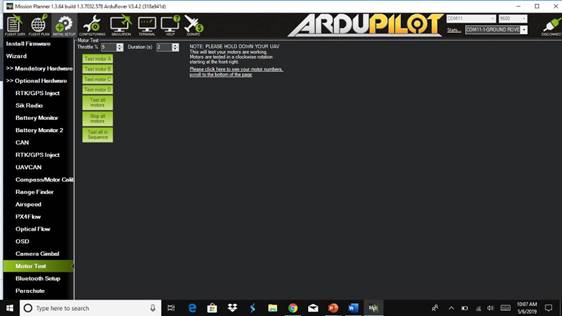 Mission Planner 1.3.64 build 1.3.7032.578 ArduRover V3.4.2 (318a941d)
FLIGHT DATA FLIGHT PLAN INITIAL SETUP CONFIG/TUNING SIMULATION TERMINAL HELP DONATE
ARDUPILOT
COM11 9600
Stats... COM11-1-GROUND ROVE
DISCONNECT
Install Firmware
Wizard
>> Mandatory Hardware
>> Optional Hardware
RTK/GPS Inject
Sik Radio
Battery Monitor
Battery Monitor 2
CAN
RTK/GPS Inject
UAVCAN
Compass/Motor Calib
Range Finder
Airspeed
PX4Flow
Optical Flow
OSD
Camera Gimbal
Motor Test
Bluetooth Setup
Parachute
Motor Test
Throttle % 5 Duration (s) 2
Test motor A
Test motor B
Test motor C
Test motor D
Test all
motors
Stop all
motors
Test all in
Sequence
NOTE: PLEASE HOLD DOWN YOUR UAV
This will test your motors are working.
Motors are tested in a clockwise rotation
starting at the front right.
Please click here to see your motor numbers,
scroll to the bottom of the page
Type here to search
10:07 AM
5/6/2019